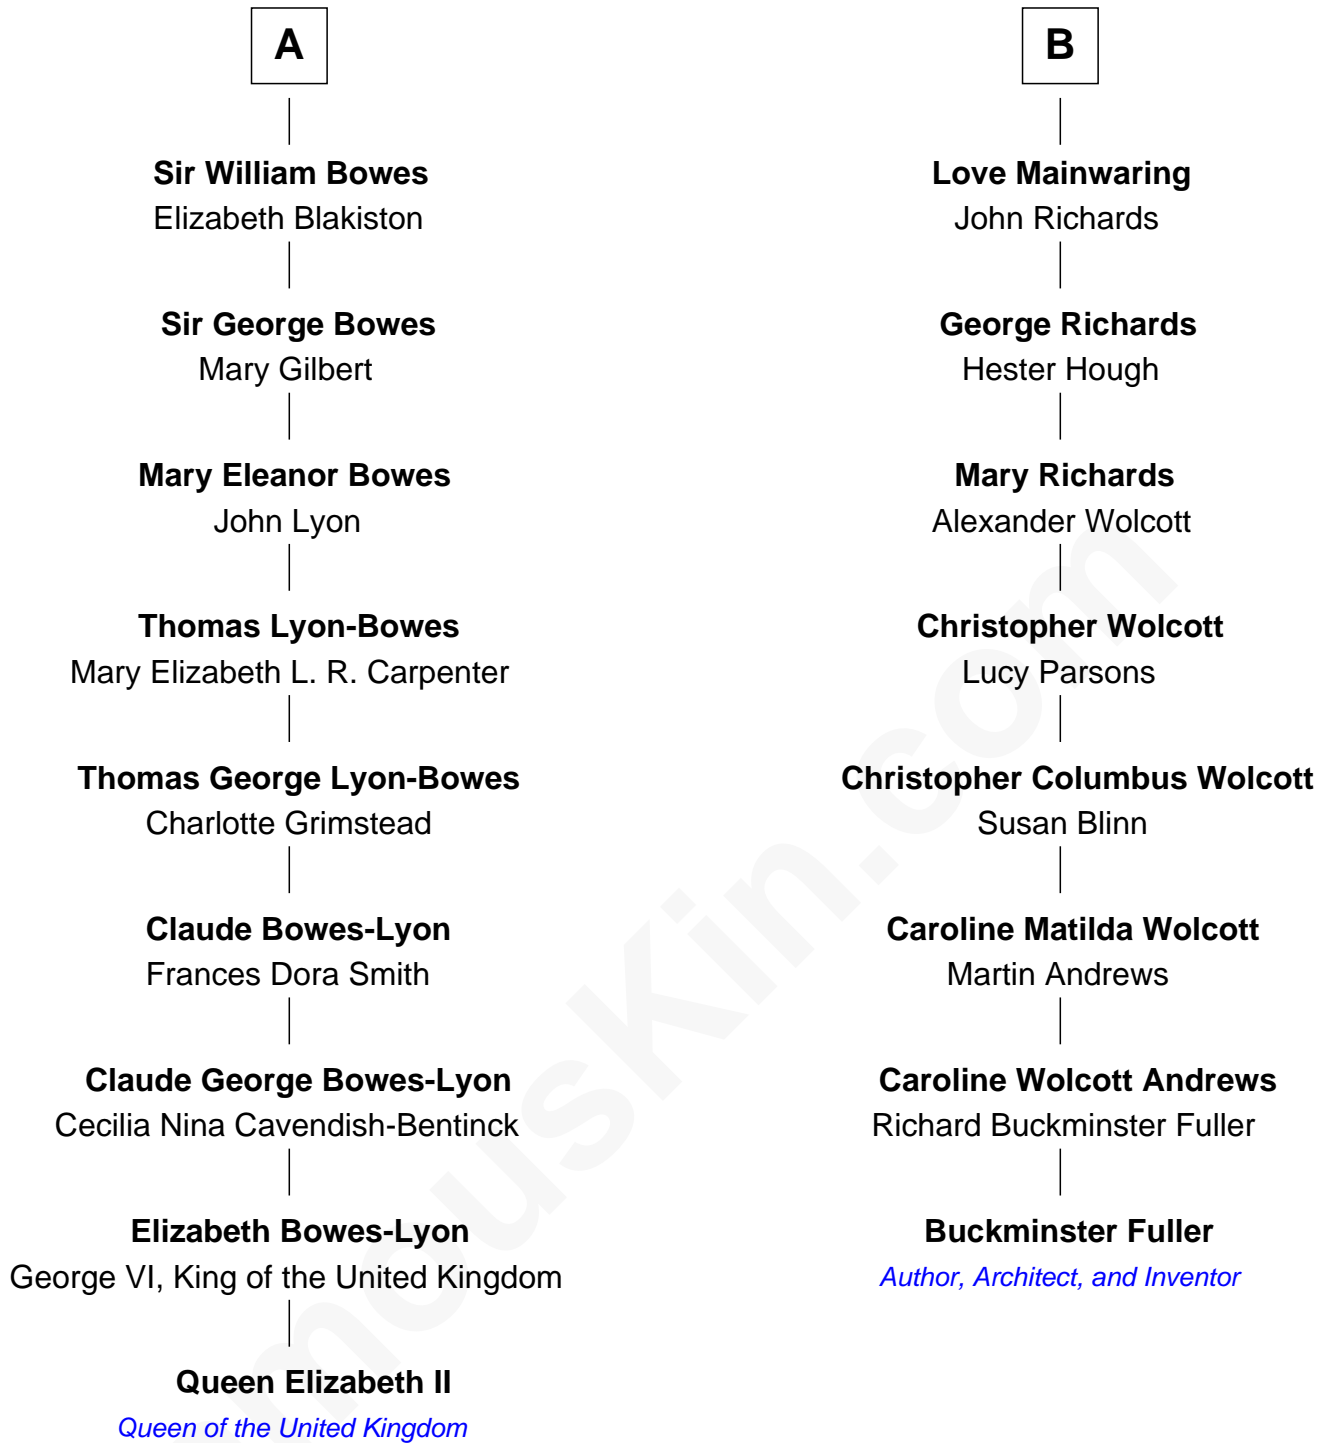 A
Sir William Bowes
Elizabeth Blakiston
Sir George Bowes
Mary Gilbert
Mary Eleanor Bowes
John Lyon
Thomas Lyon-Bowes
Mary Elizabeth L. R. Carpenter
Thomas George Lyon-Bowes
Charlotte Grimstead
Claude Bowes-Lyon
Frances Dora Smith
Claude George Bowes-Lyon
Cecilia Nina Cavendish-Bentinck
Elizabeth Bowes-Lyon
George VI, King of the United Kingdom
Queen Elizabeth II
Queen of the United Kingdom
B
Love Mainwaring
John Richards
George Richards
Hester Hough
Mary Richards
Alexander Wolcott
Christopher Wolcott
Lucy Parsons
Christopher Columbus Wolcott
Susan Blinn
Caroline Matilda Wolcott
Martin Andrews
Caroline Wolcott Andrews
Richard Buckminster Fuller
Buckminster Fuller
Author, Architect, and Inventor
mousKin.com